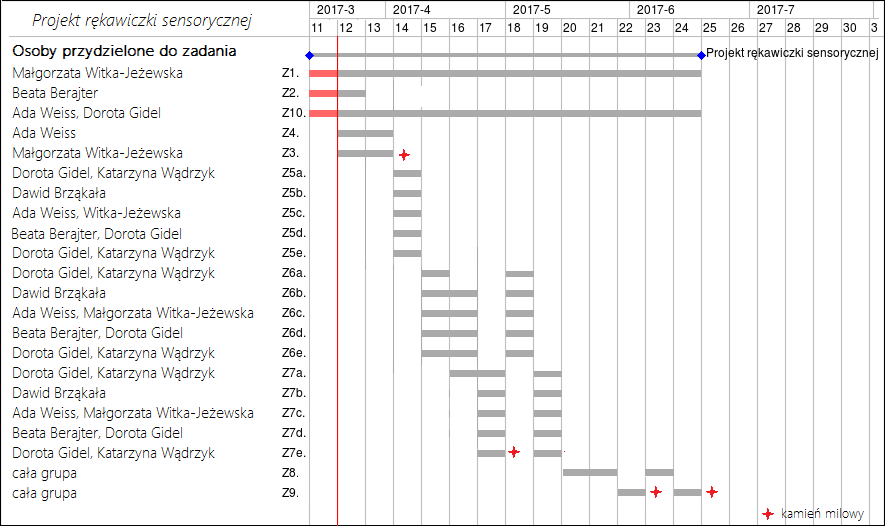 Projekt rękawiczki sensorycznej
2017-3 2017-4 2017-5 2017-6 2017-7
11 12 13 14 15 16 17 18 19 20 21 22 23 24 25 26 27 28 29 30 3
Osoby przydzielone do zadania Projekt rękawiczki sensorycznej
Małgorzata Witka-Jeżewska Z1.
Beata Berajter Z2.
Ada Weiss, Dorota Gidel Z10.
Ada Weiss Z4.
Małgorzata Witka-Jeżewska Z3.
Dorota Gidel, Katarzyna Wądrzyk Z5a.
Dawid Brząkała Z5b.
Ada Weiss, Witka-Jeżewska Z5c.
Beata Berajter, Dorota Gidel Z5d.
Dorota Gidel, Katarzyna Wądrzyk Z5e.
Dorota Gidel, Katarzyna Wądrzyk Z6a.
Dawid Brząkała Z6b.
Ada Weiss, Małgorzata Witka-Jeżewska Z6c.
Beata Berajter, Dorota Gidel Z6d.
Dorota Gidel, Katarzyna Wądrzyk Z6e.
Dorota Gidel, Katarzyna Wądrzyk Z7a.
Dawid Brząkała Z7b.
Ada Weiss, Małgorzata Witka-Jeżewska Z7c.
Beata Berajter, Dorota Gidel Z7d.
Dorota Gidel, Katarzyna Wądrzyk Z7e.
cała grupa Z8.
cała grupa Z9.
kamień milowy